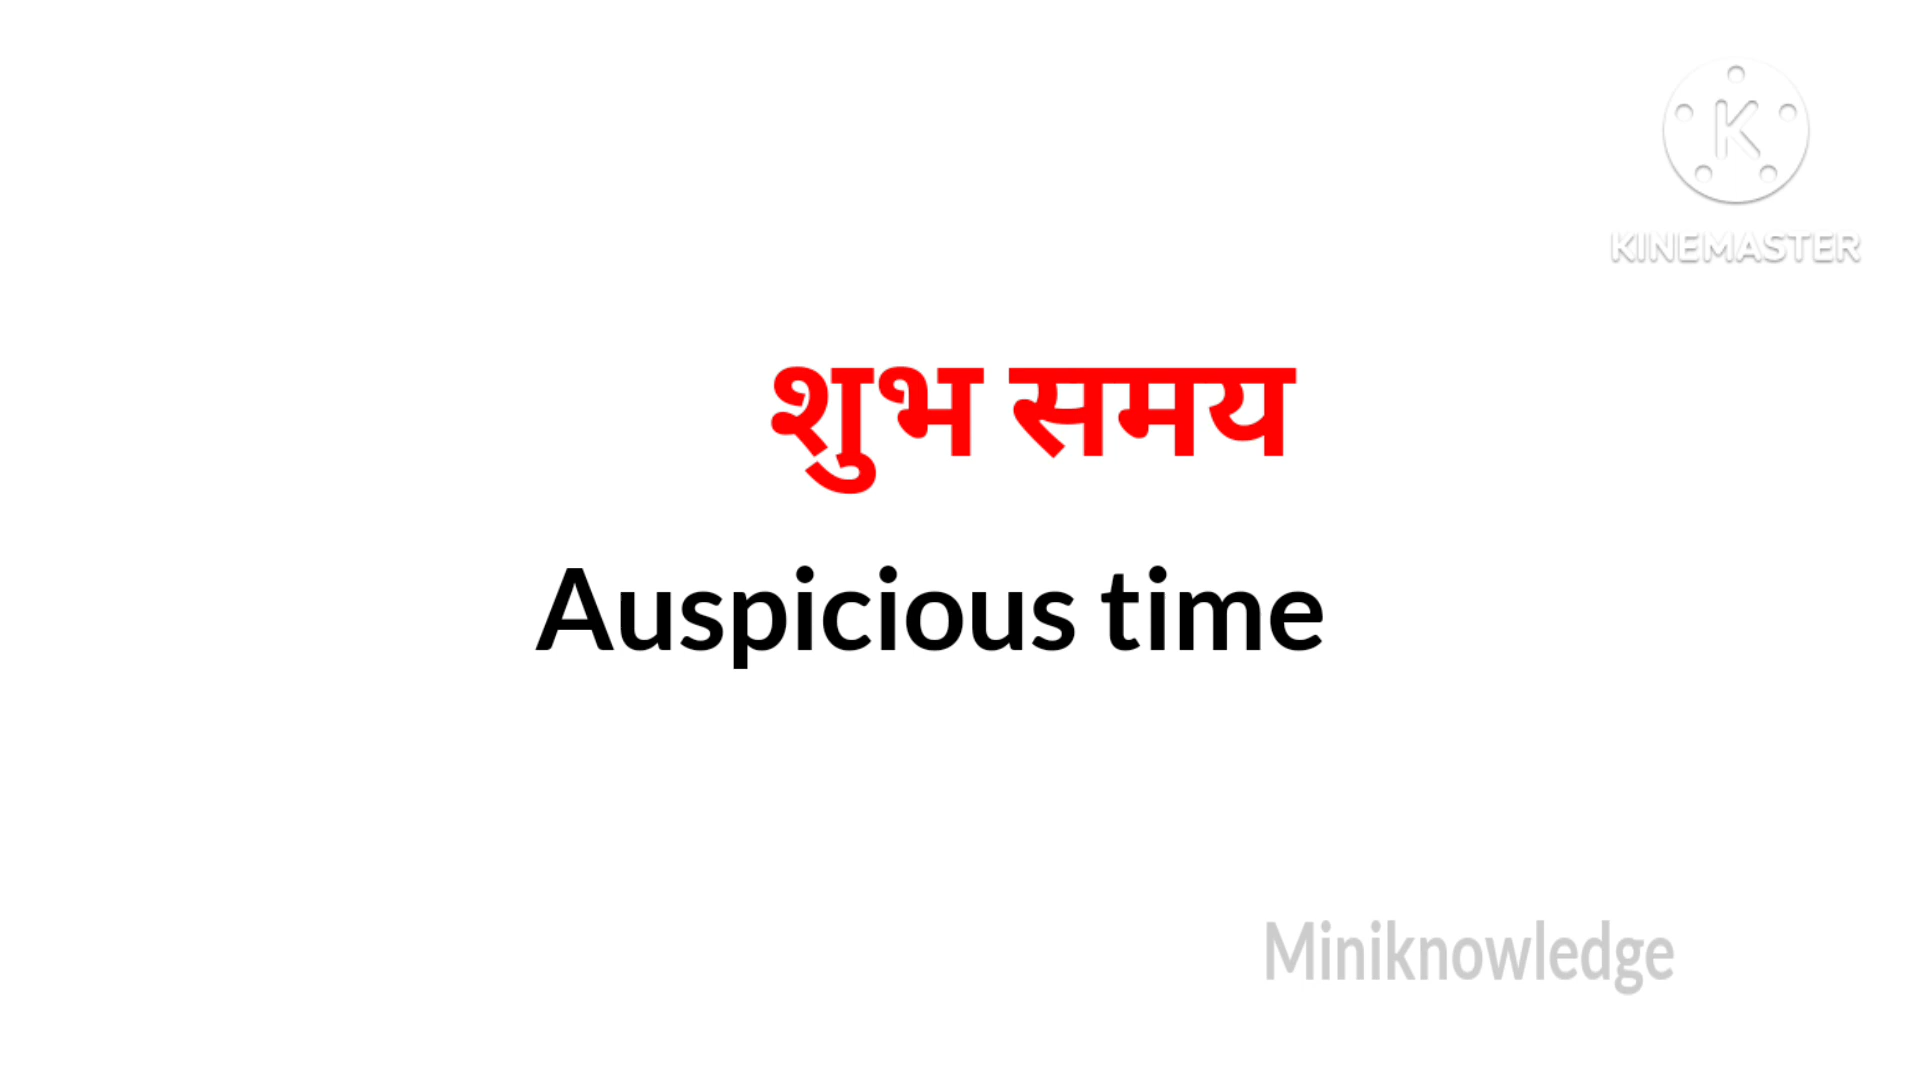 K
KINEMASTER
शुभ समय
Auspicious time
Miniknowledge